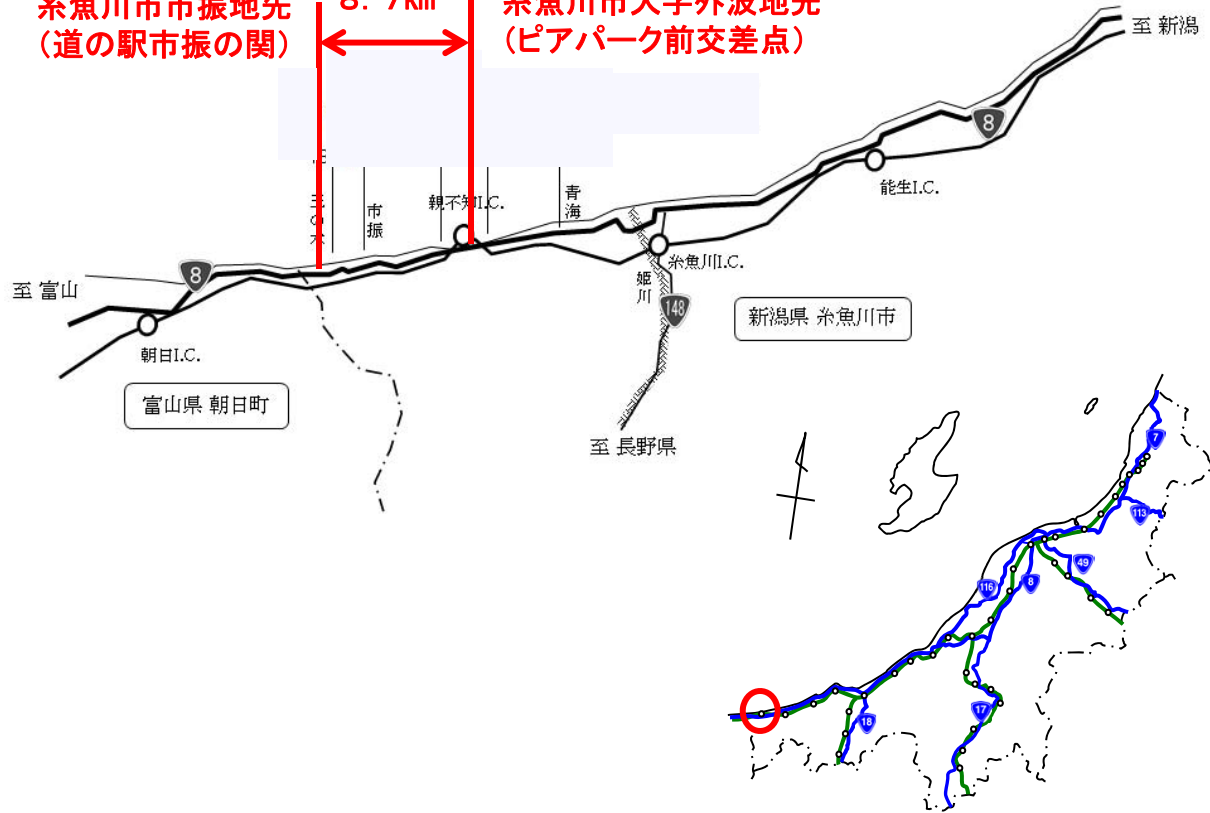 糸魚川市市振地先
(道の駅市振の関)
8.7km
糸魚川市大字外波地先
(ピアパーク前交差点)
至 新潟
8
能生I.C.
市振
親不知I.C.
青海
糸魚川I.C.
姫川
148
8
至 富山
朝日I.C.
新潟県 糸魚川市
富山県 朝日町
至 長野県
7
113
49
116
8
17
18